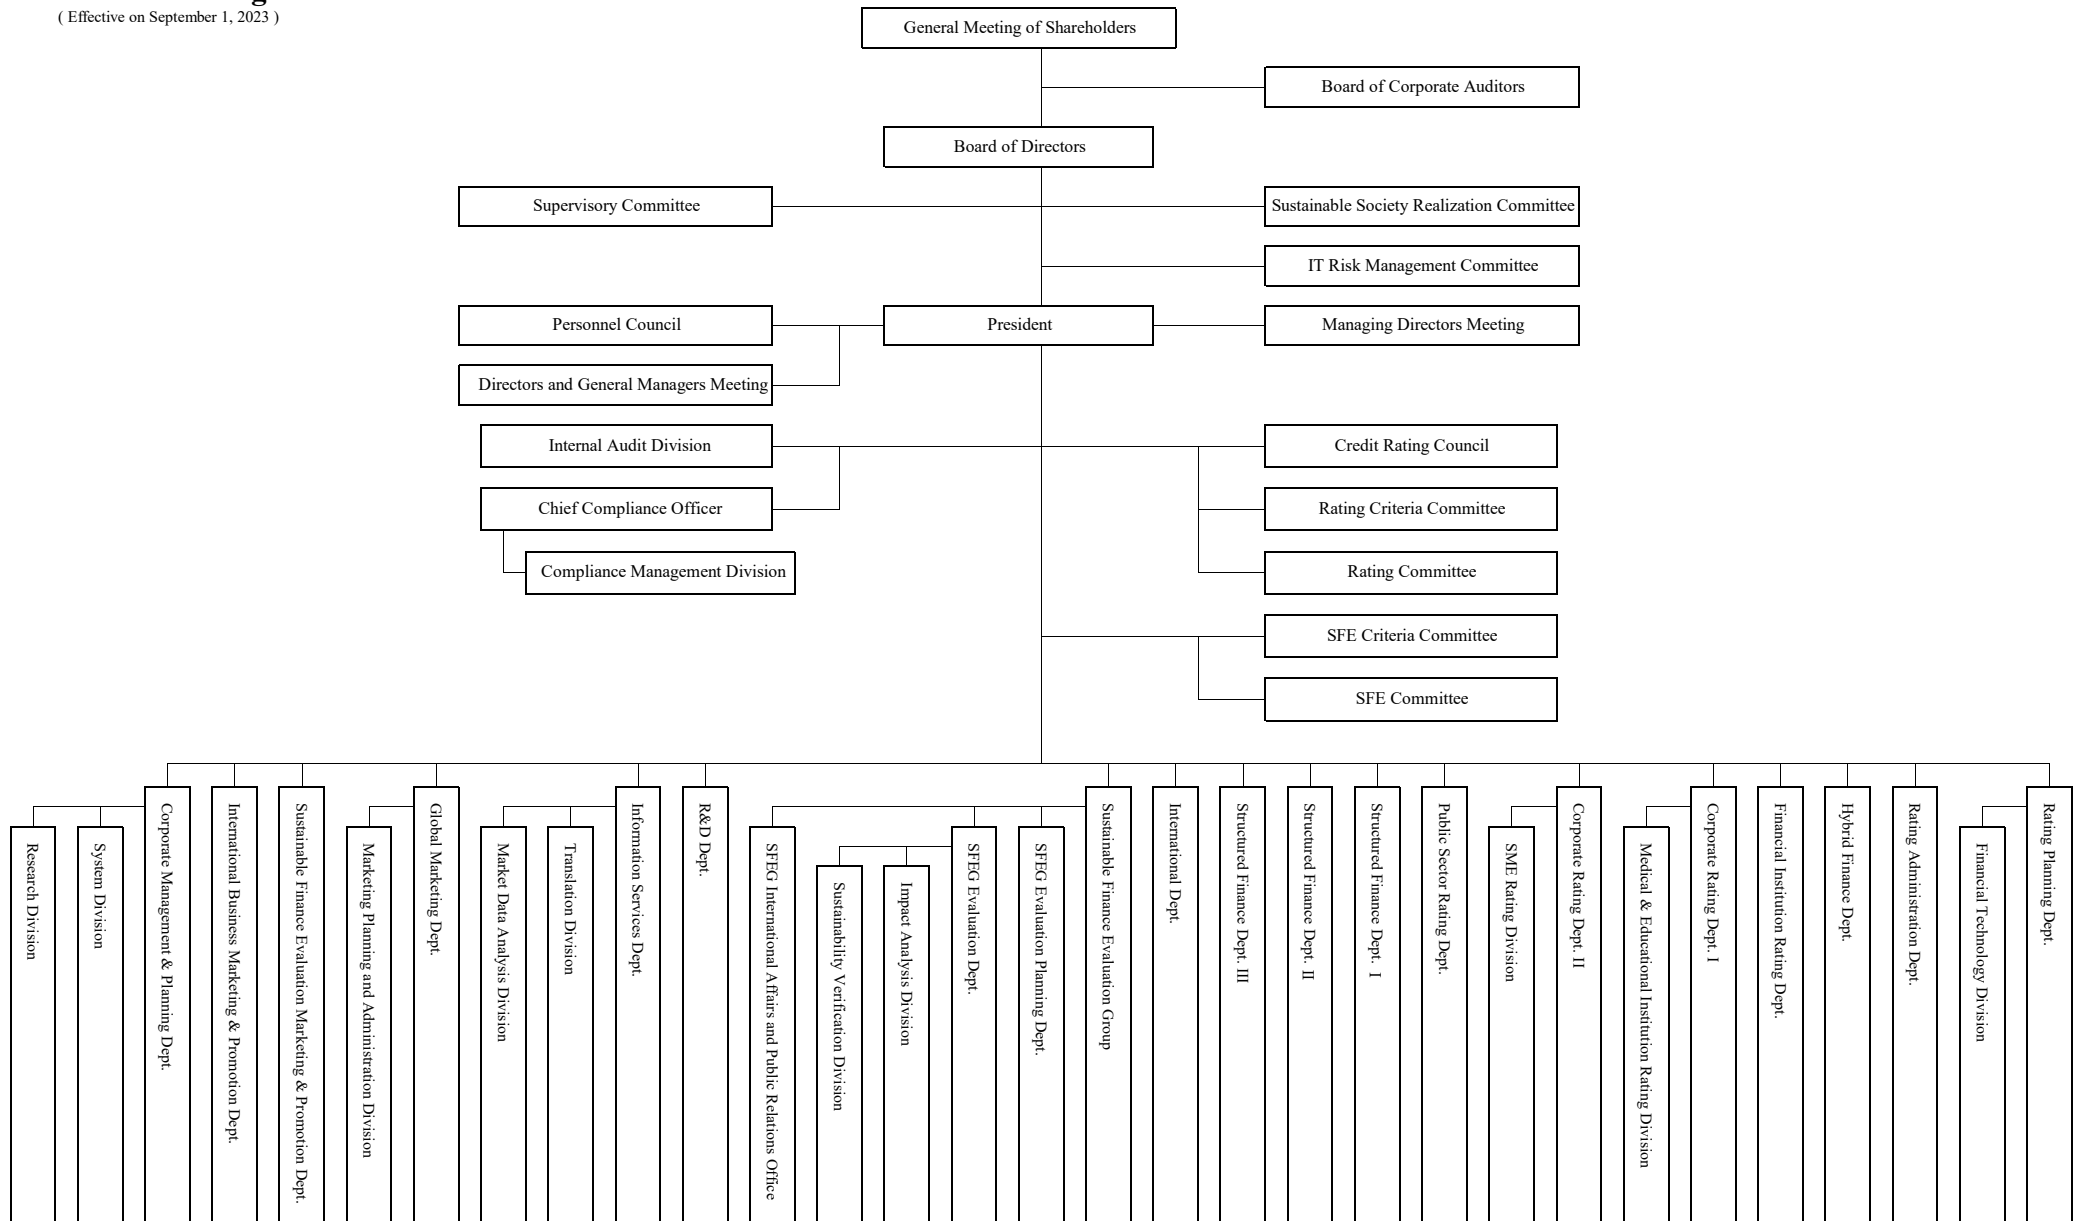 ( Effective on September 1, 2023 )
General Meeting of Shareholders
Board of Corporate Auditors
Board of Directors
Supervisory Committee
Sustainable Society Realization Committee
IT Risk Management Committee
Personnel Council
President
Managing Directors Meeting
Directors and General Managers Meeting
Internal Audit Division
Credit Rating Council
Chief Compliance Officer
Rating Criteria Committee
Compliance Management Division
Rating Committee
SFE Criteria Committee
SFE Committee
Research Division
System Division
Corporate Management & Planning Dept.
International Business Marketing & Promotion Dept.
Sustainable Finance Evaluation Marketing & Promotion Dept.
Marketing Planning and Administration Division
Global Marketing Dept.
Market Data Analysis Division
Translation Division
Information Services Dept.
R&D Dept.
SFEG International Affairs and Public Relations Office
Sustainability Verification Division
Impact Analysis Division
SFEG Evaluation Dept.
SFEG Evaluation Planning Dept.
Sustainable Finance Evaluation Group
International Dept.
Structured Finance Dept. III
Structured Finance Dept. II
Structured Finance Dept. I
Public Sector Rating Dept.
SME Rating Division
Corporate Rating Dept. II
Medical & Educational Institution Rating Division
Corporate Rating Dept. I
Financial Institution Rating Dept.
Hybrid Finance Dept.
Rating Administration Dept.
Financial Technology Division
Rating Planning Dept.